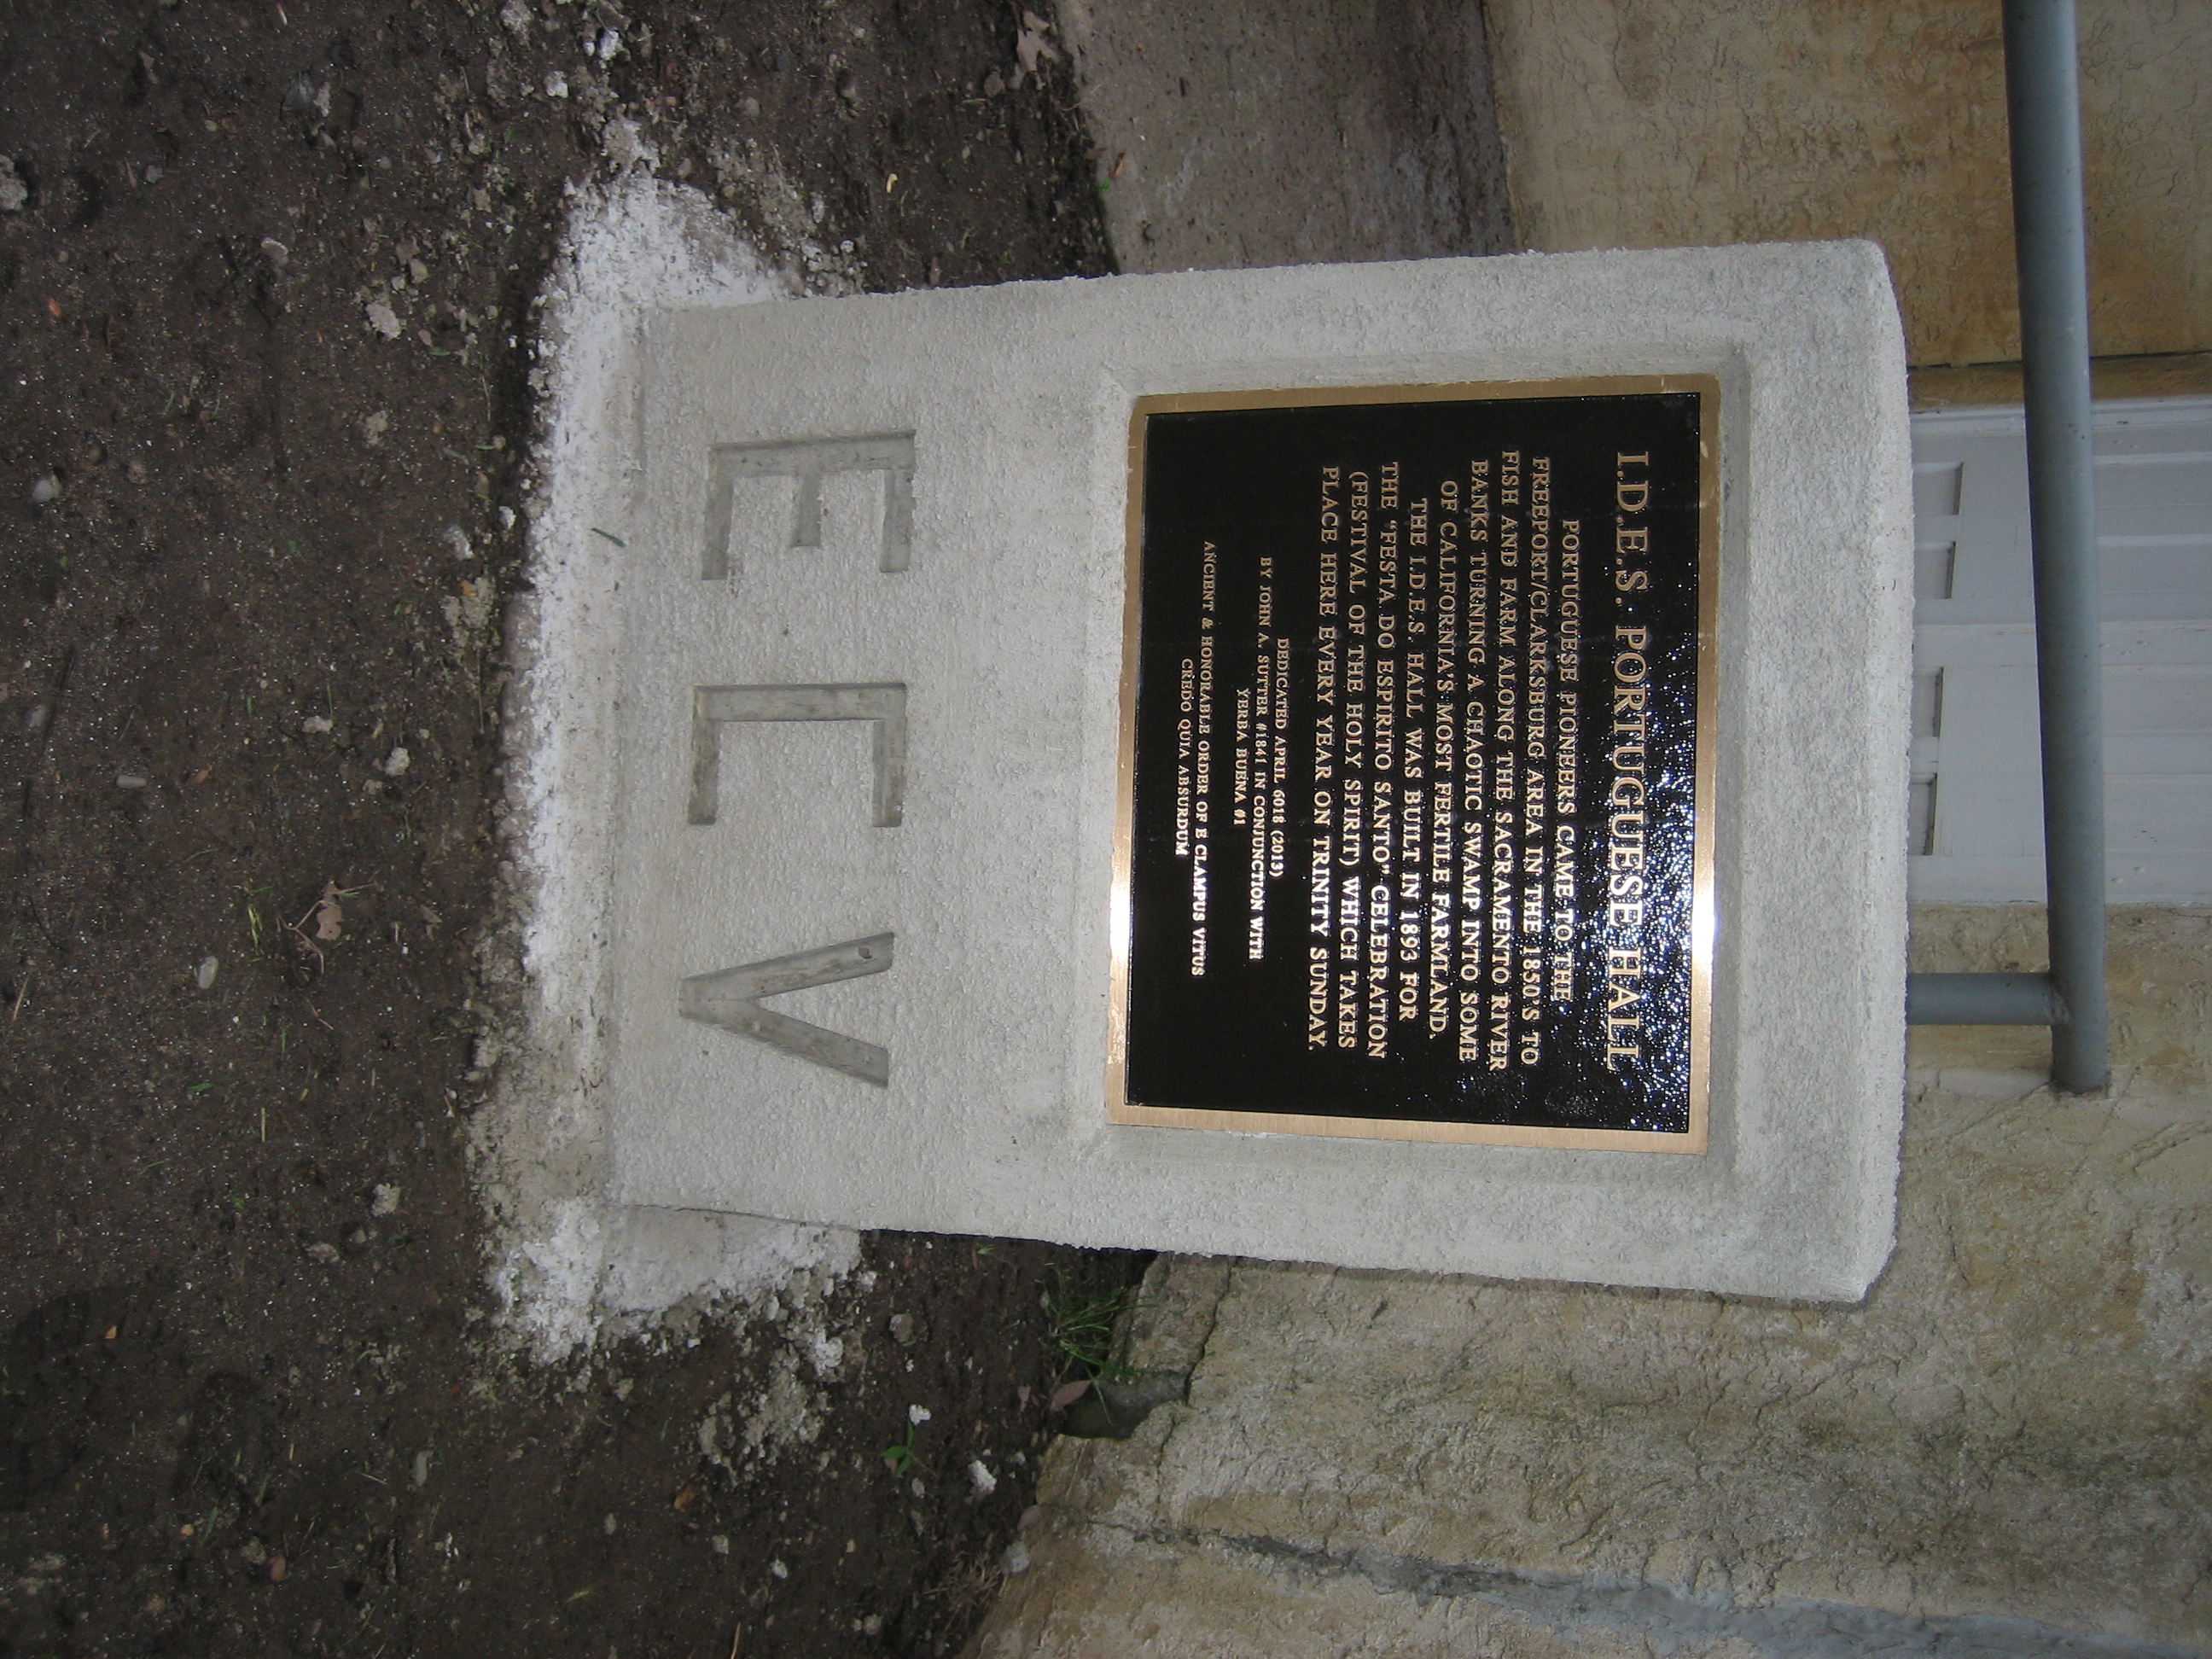 I.D.E.S. PORTUGUESE HALL
PORTUGUESE PIONEERS CAME TO THE
FREEPORT/CLARKSBURG AREA IN THE 1850'S TO
FISH AND FARM ALONG THE SACRAMENTO RIVER
BANKS TURNING A CHAOTIC SWAMP INTO SOME
OF CALIFORNIA'S MOST FERTILE FARMLAND.
THE I.D.E.S. HALL WAS BUILT IN 1893 FOR
THE "FESTA DO ESPIRITO SANTO" CELEBRATION
(FESTIVAL OF THE HOLY SPIRIT) WHICH TAKES
PLACE HERE EVERY YEAR ON TRINITY SUNDAY.
DEDICATED APRIL 6018 (2013)
BY JOHN A. SUTTER #1841 IN CONJUNCTION WITH
YERBA BUENA #1
ANCIENT & HONORABLE ORDER OF E CLAMPUS VITUS
CREDO QUIA ABSURDUM
ECV